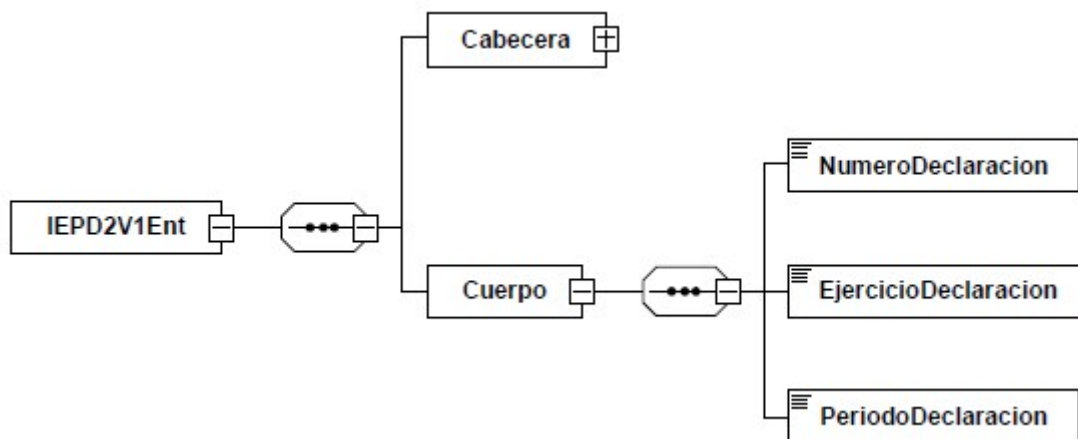 Cabecera
NumeroDeclaracion
IEPD2V1Ent
Cuerpo
EjercicioDeclaracion
PeriodoDeclaracion